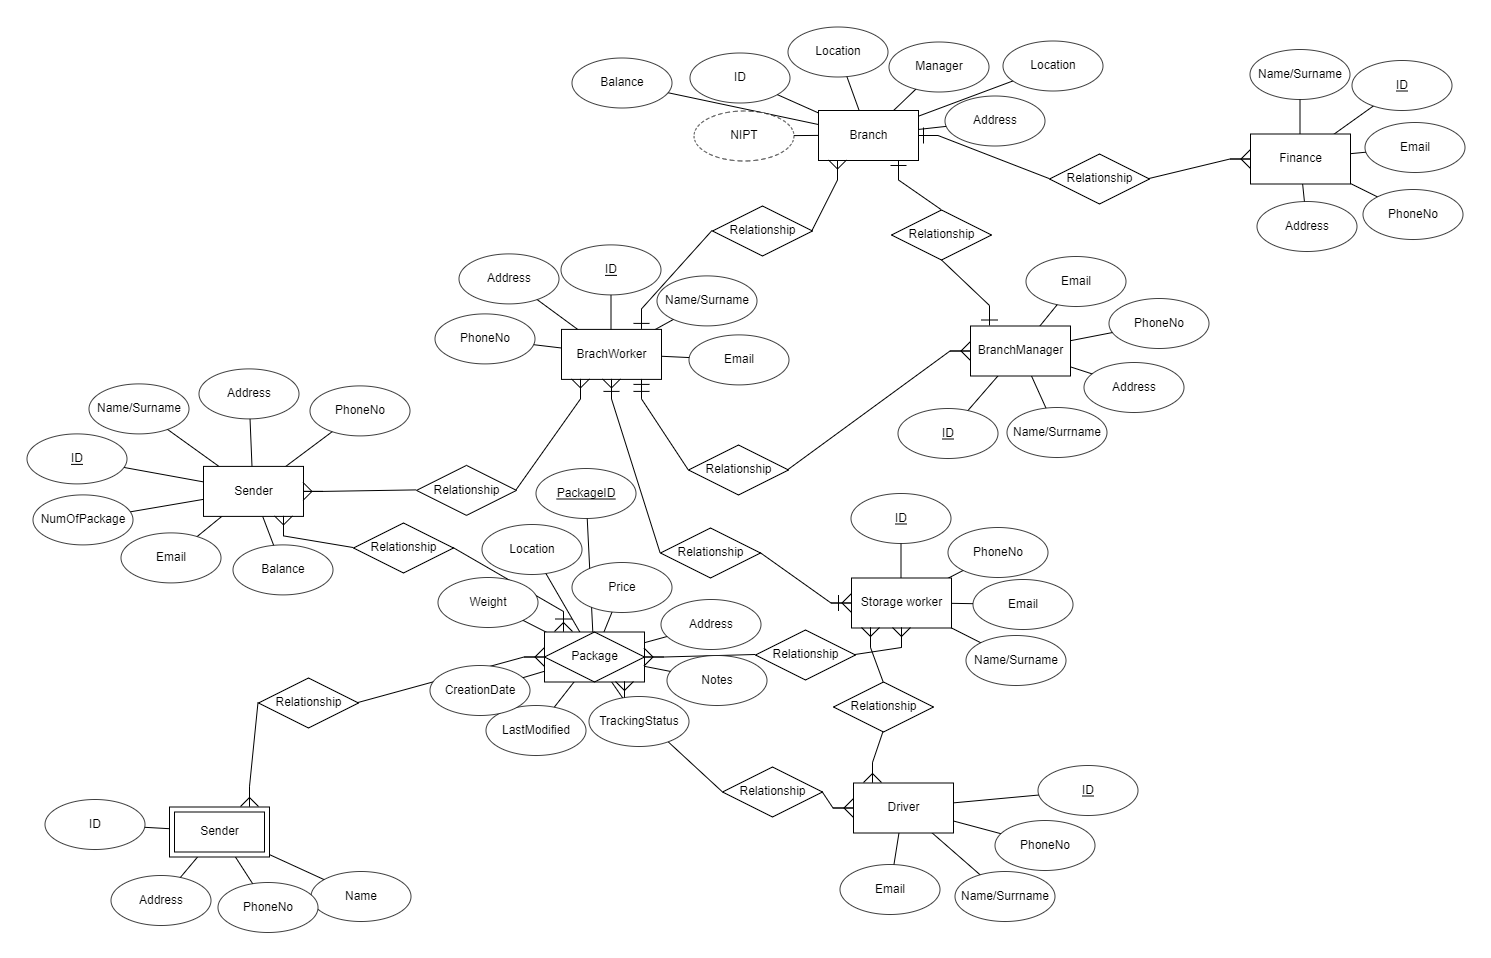 Location
Manager
Location
Balance
ID
Address
NIPT
Branch
Name/Surname
ID
Email
Finance
PhoneNo
Address
Relationship
Relationship
Relationship
Address
ID
Name/Surname
PhoneNo
BrachWorker
Email
Email
PhoneNo
BranchManager
Address
ID
Name/Surrname
Name/Surname
Address
PhoneNo
ID
Sender
NumOfPackage
Email
Balance
Relationship
Relationship
Relationship
PackageID
Location
Price
Weight
Address
Package
Notes
CreationDate
LastModified
TrackingStatus
Relationship
Relationship
ID
PhoneNo
Storage worker
Email
Name/Surname
Relationship
Relationship
Relationship
ID
Sender
Address
PhoneNo
Name
Driver
ID
PhoneNo
Email
Name/Surrname